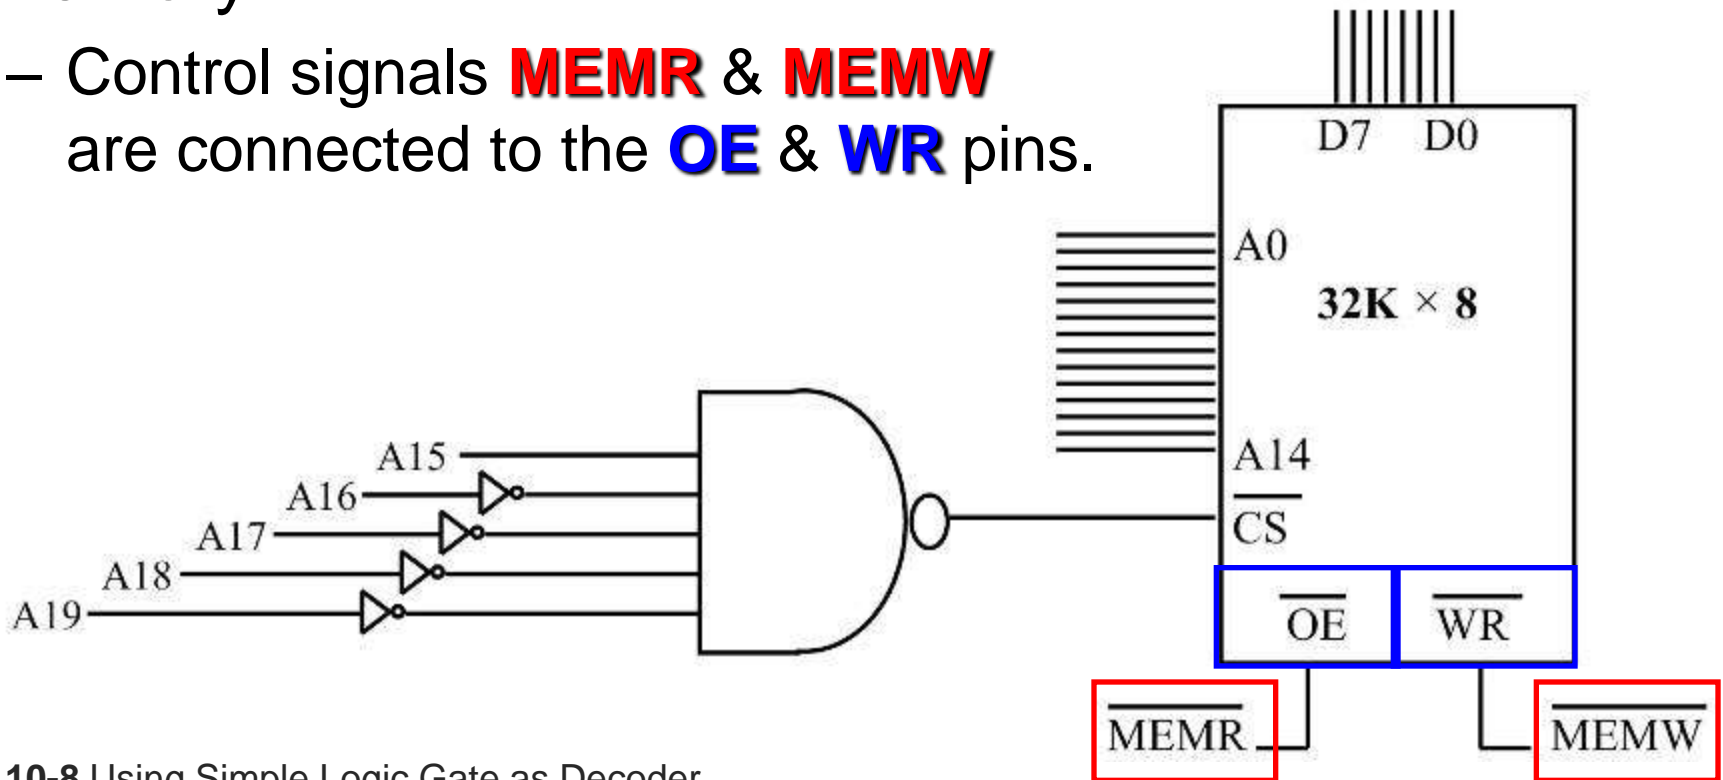 – Control signals MEMR & MEMW
are connected to the OE & WR pins.
D7 D0
A0
32K × 8
A14
CS
A15
A16
A17
A18
A19
OE WR
MEMR MEMW
10-8 Using Simple Logic Gate as Decoder